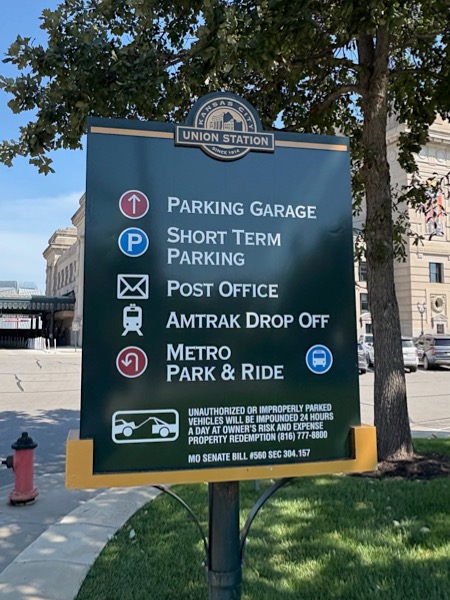 KANSAS CITY
UNION STATION
SINCE 1914
PARKING GARAGE
P
SHORT TERM
PARKING
POST OFFICE
AMTRAK DROP OFF
METRO
PARK & RIDE
UNAUTHORIZED OR IMPROPERLY PARKED
VEHICLES WILL BE IMPOUNDED 24 HOURS
A DAY AT OWNER'S RISK AND EXPENSE
PROPERTY REDEMPTION (816) 777-8800
MO SENATE BILL #560 SEC 304.157